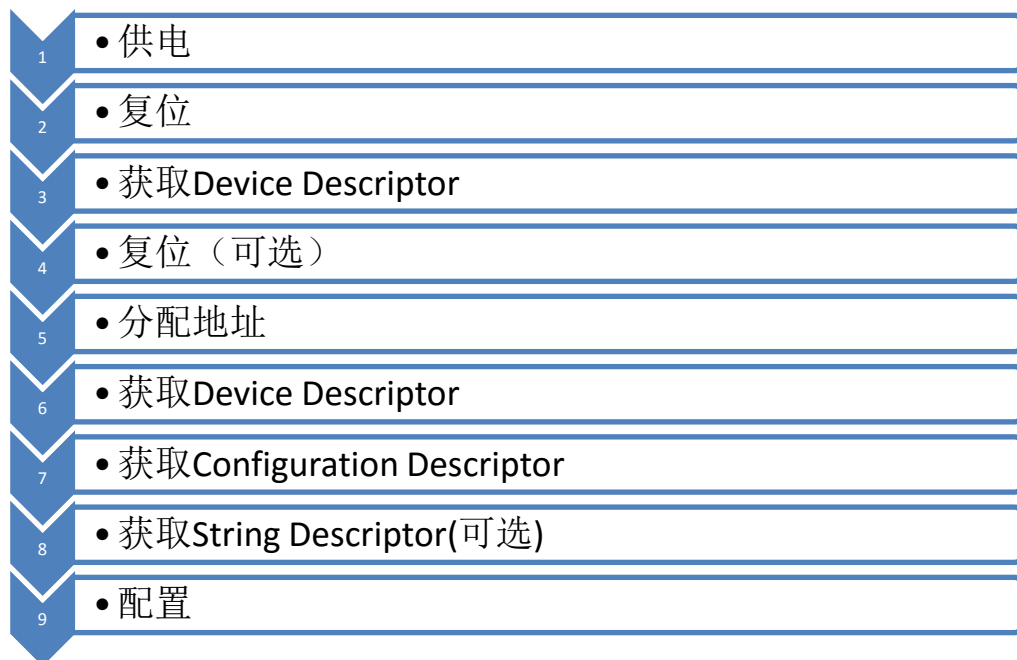 1
•供电
2
•复位
3
•获取Device Descriptor
4
•复位（可选）
5
•分配地址
6
•获取Device Descriptor
7
•获取Configuration Descriptor
8
•获取String Descriptor(可选)
9
•配置